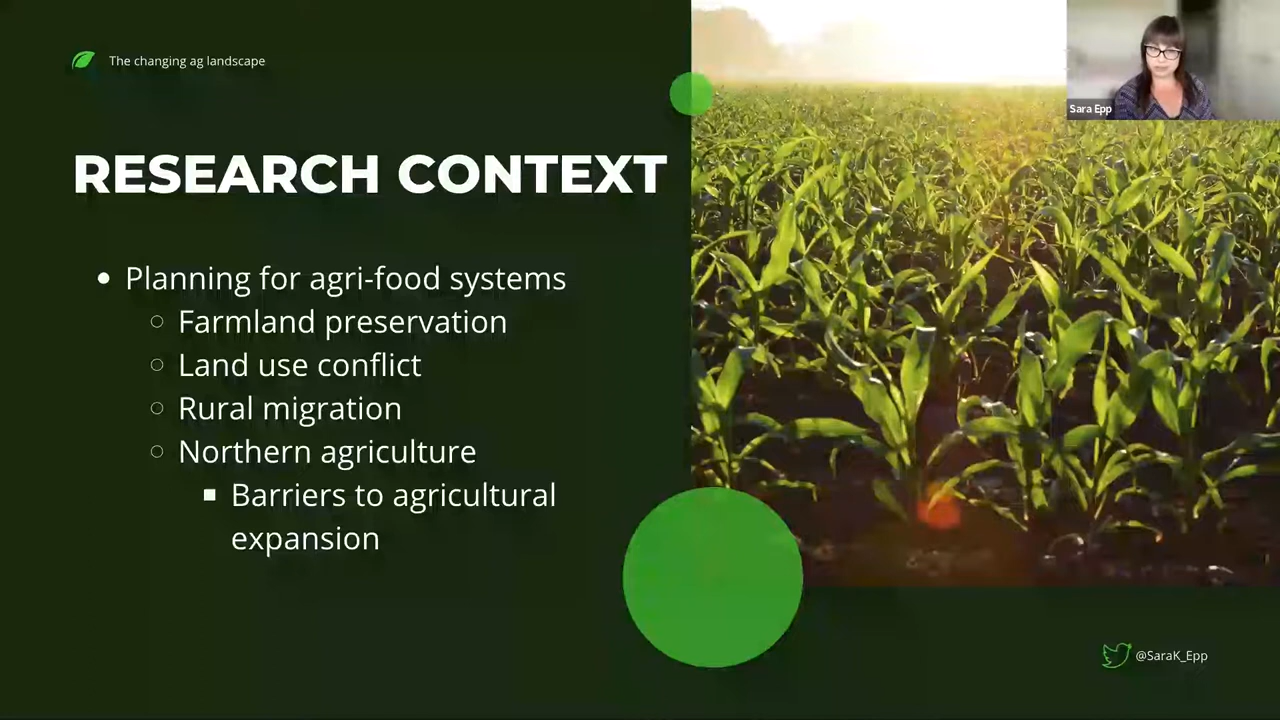 The changing ag landscape
Sara Epp
RESEARCH CONTEXT
Planning for agri-food systems
Farmland preservation
Land use conflict
Rural migration
Northern agriculture
Barriers to agricultural
expansion
@SaraK_Epp